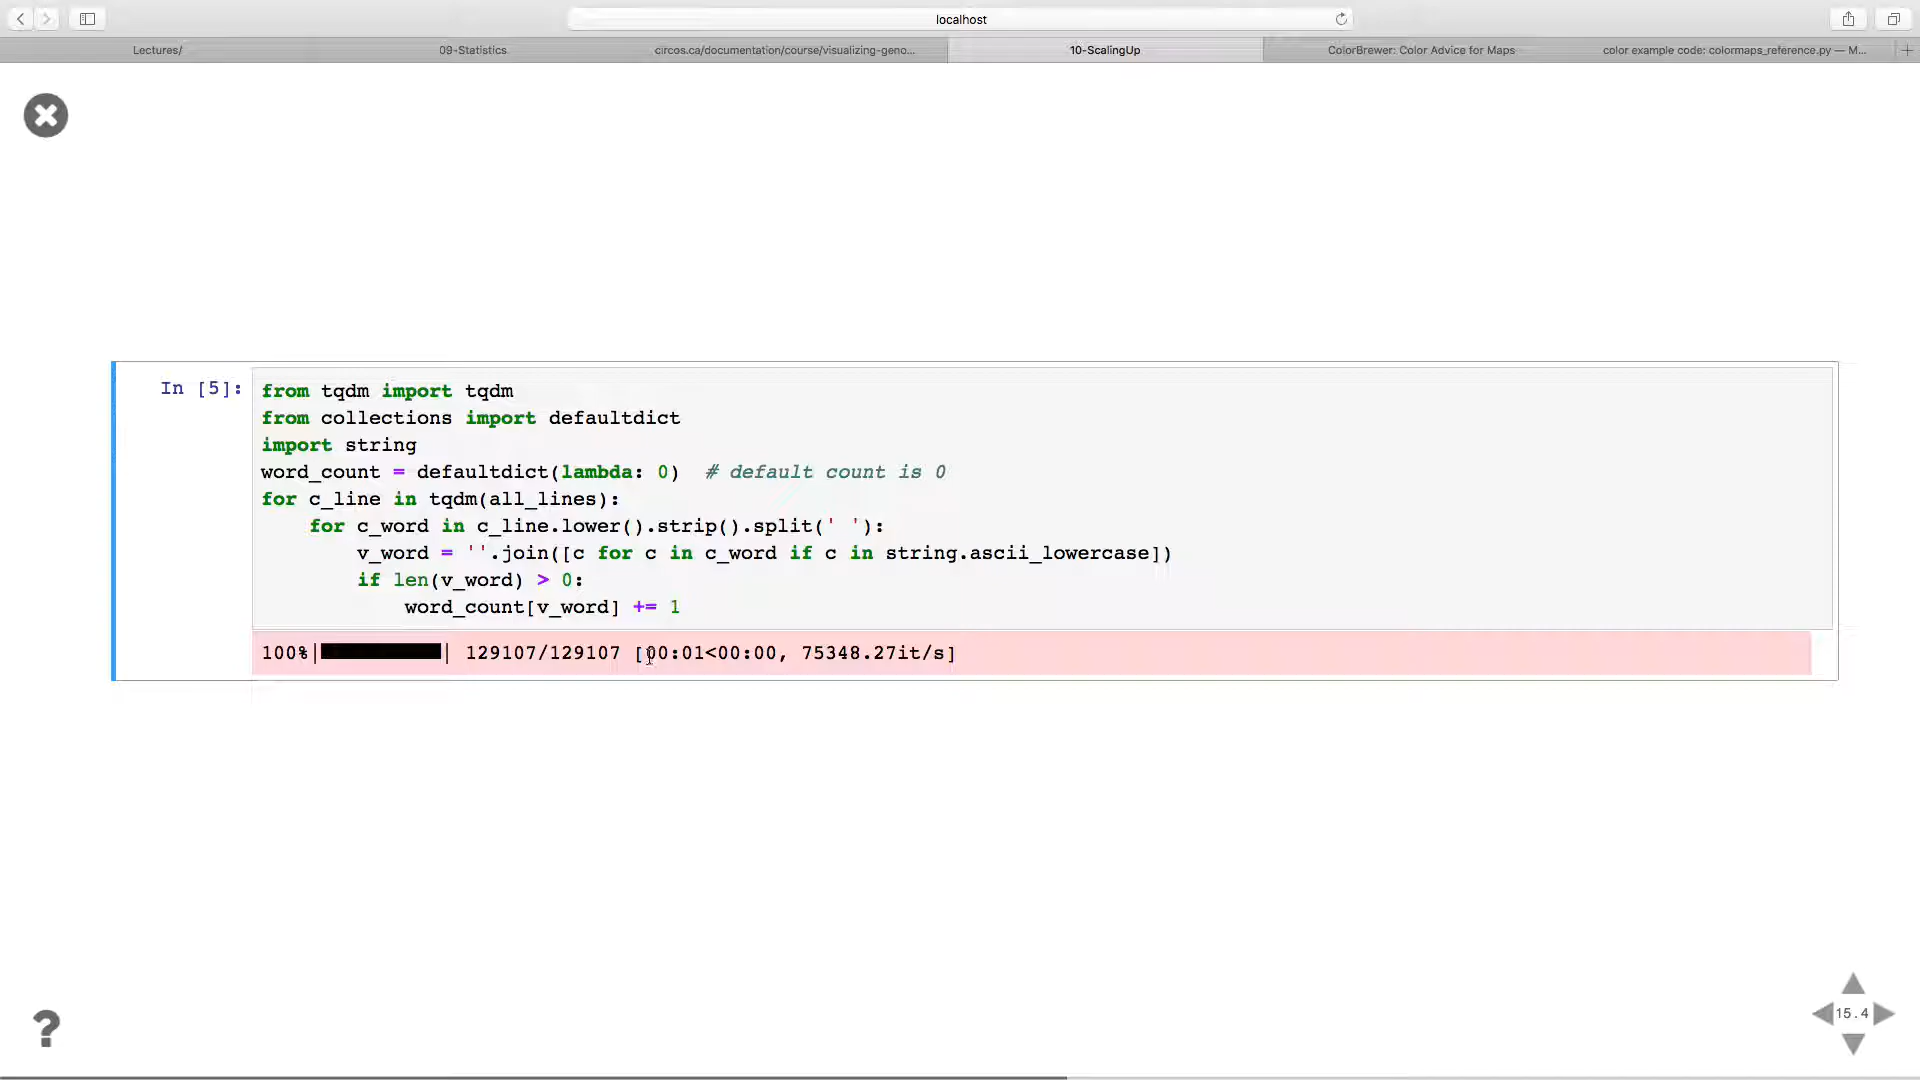 localhost
Lectures/
09-Statistics
circos.ca/documentation/course/visualizing-geno...
10-ScalingUp
ColorBrewer: Color Advice for Maps
color example code: colormaps_reference.py — M...
In [5]:
from tqdm import tqdm
from collections import defaultdict
import string
word_count = defaultdict(lambda: 0)  # default count is 0
for c_line in tqdm(all_lines):
    for c_word in c_line.lower().strip().split(' '):
        v_word = ''.join([c for c in c_word if c in string.ascii_lowercase])
        if len(v_word) > 0:
            word_count[v_word] += 1
100%|██████████| 129107/129107 [00:01<00:00, 75348.27it/s]
?
15.4